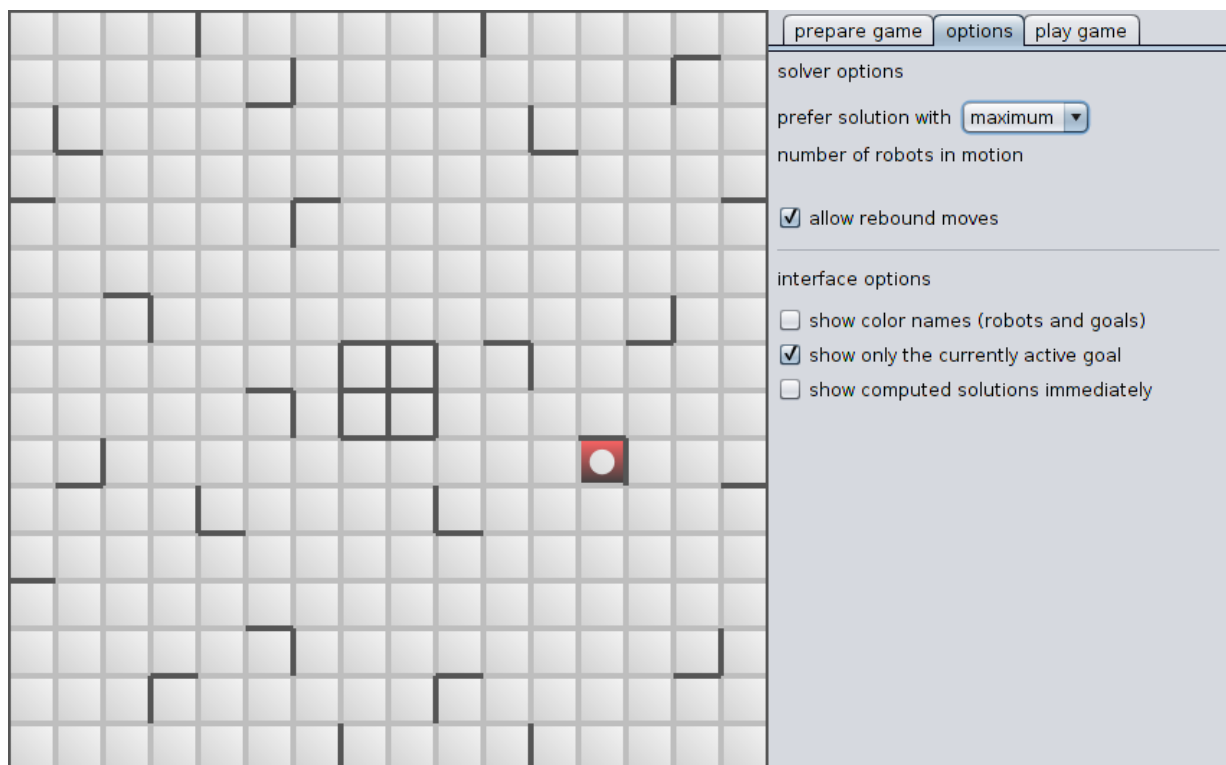 prepare game options play game
solver options
prefer solution with maximum
number of robots in motion
allow rebound moves
interface options
show color names (robots and goals)
show only the currently active goal
show computed solutions immediately